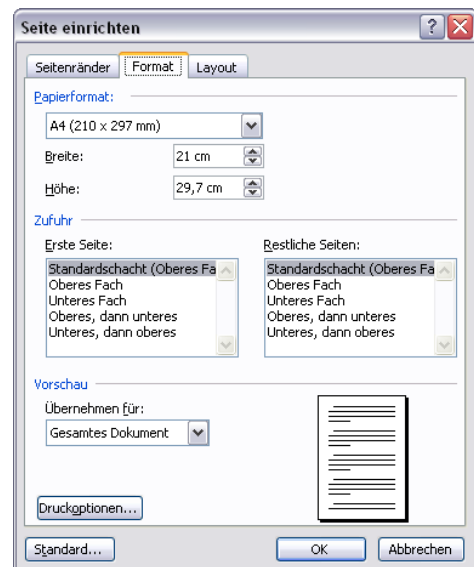 Seite einrichten
Seitenränder Format Layout
Papierformat:
A4 (210 x 297 mm)
Breite: 21 cm
Höhe: 29,7 cm
Zufuhr
Erste Seite: Restliche Seiten:
Standardschacht (Oberes Fa Standardschacht (Oberes Fa
Oberes Fach Oberes Fach
Unteres Fach Unteres Fach
Oberes, dann unteres Oberes, dann unteres
Unteres, dann oberes Unteres, dann oberes
Vorschau
Übernehmen für:
Gesamtes Dokument
Druckoptionen...
Standard... OK Abbrechen